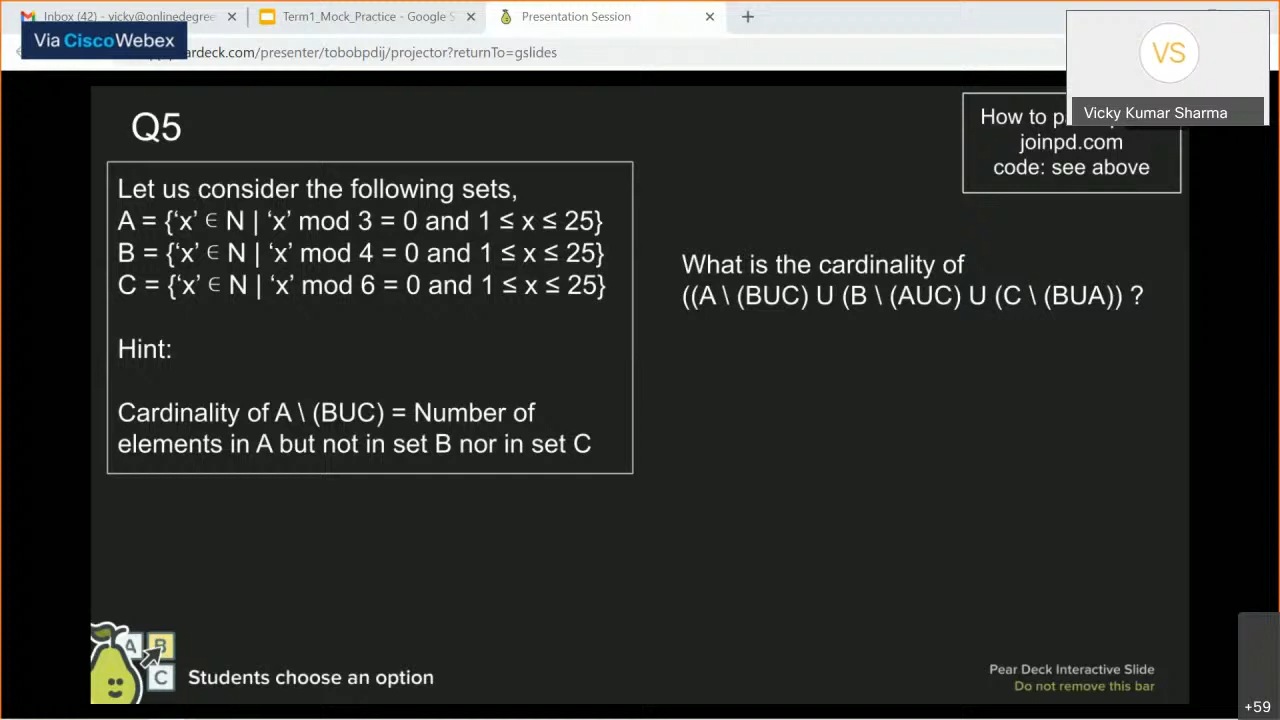 Inbox (42) - vicky@onlinedegre
Term1_Mock_Practice - Google S
Presentation Session
Via CiscoWebex
ardeck.com/presenter/tobobpdij/projector?returnTo=gslides
VS
Vicky Kumar Sharma
How to p
joinpd.com
code: see above
Q5
Let us consider the following sets,
A = {‘x’ ∈ N | ‘x’ mod 3 = 0 and 1 ≤ x ≤ 25}
B = {‘x’ ∈ N | ‘x’ mod 4 = 0 and 1 ≤ x ≤ 25}
C = {‘x’ ∈ N | ‘x’ mod 6 = 0 and 1 ≤ x ≤ 25}
Hint:
Cardinality of A \ (BUC) = Number of
elements in A but not in set B nor in set C
What is the cardinality of
((A \ (BUC) U (B \ (AUC) U (C \ (BUA)) ?
A B
C
Students choose an option
Pear Deck Interactive Slide
Do not remove this bar
+59